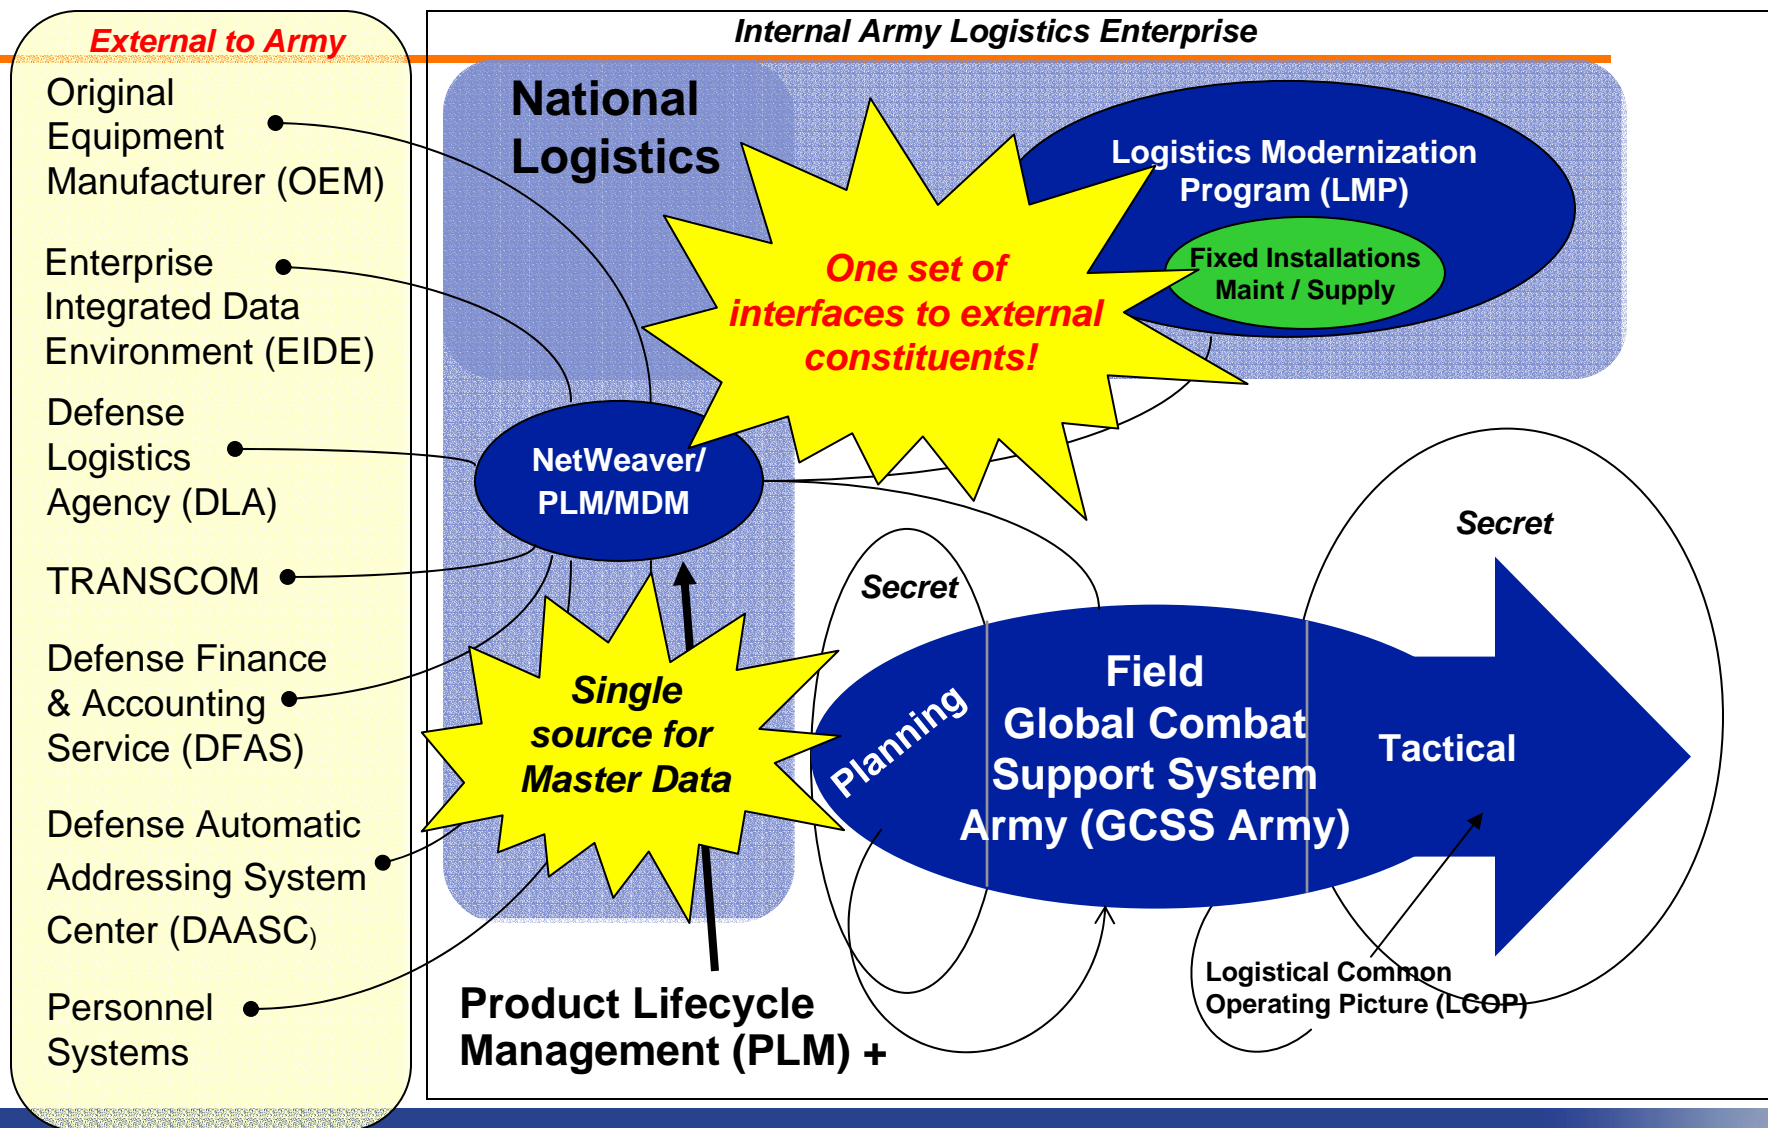 External to Army
Original
Equipment
Manufacturer (OEM)
Enterprise
Integrated Data
Environment (EIDE)
Defense
Logistics
Agency (DLA)
TRANSCOM
Defense Finance
& Accounting
Service (DFAS)
Defense Automatic
Addressing System
Center (DAASC)
Personnel
Systems
Internal Army Logistics Enterprise
National
Logistics
Logistics Modernization
Program (LMP)
Fixed Installations
Maint / Supply
One set of
interfaces to external
constituents!
NetWeaver/
PLM/MDM
Secret
Secret
Single
source for
Master Data
Planning
Field
Global Combat
Support System
Army (GCSS Army)
Tactical
Logistical Common
Operating Picture (LCOP)
Product Lifecycle
Management (PLM) +